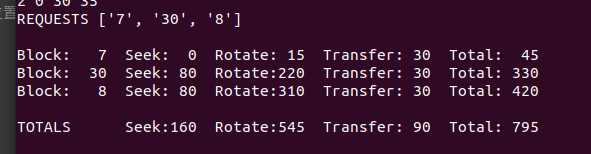 置
2 0 30 35
REQUESTS ['7', '30', '8']
Block:   7  Seek:  0  Rotate: 15  Transfer: 30  Total:  45
Block:  30  Seek: 80  Rotate:220  Transfer: 30  Total: 330
Block:   8  Seek: 80  Rotate:310  Transfer: 30  Total: 420
TOTALS      Seek:160  Rotate:545  Transfer: 90  Total: 795